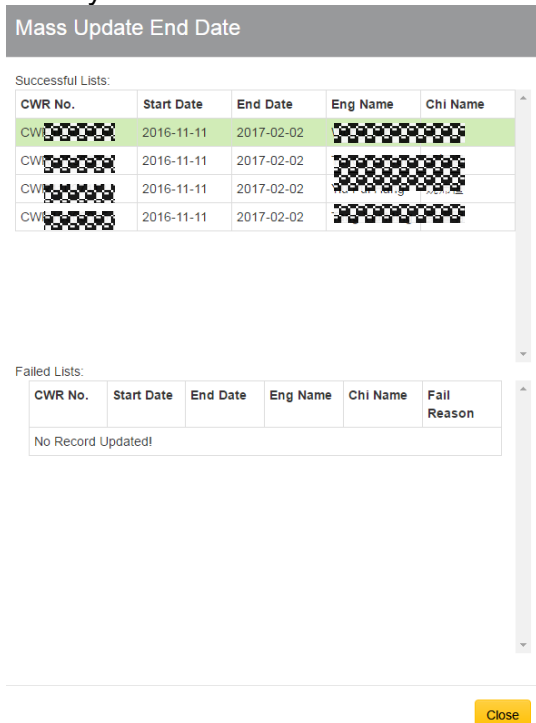 Mass Update End Date
Successful Lists:
CWR No. Start Date End Date Eng Name Chi Name
2016-11-11 2017-02-02
2016-11-11 2017-02-02
2016-11-11 2017-02-02
2016-11-11 2017-02-02
Failed Lists:
CWR No. Start Date End Date Eng Name Chi Name Fail
Reason
No Record Updated!
Close